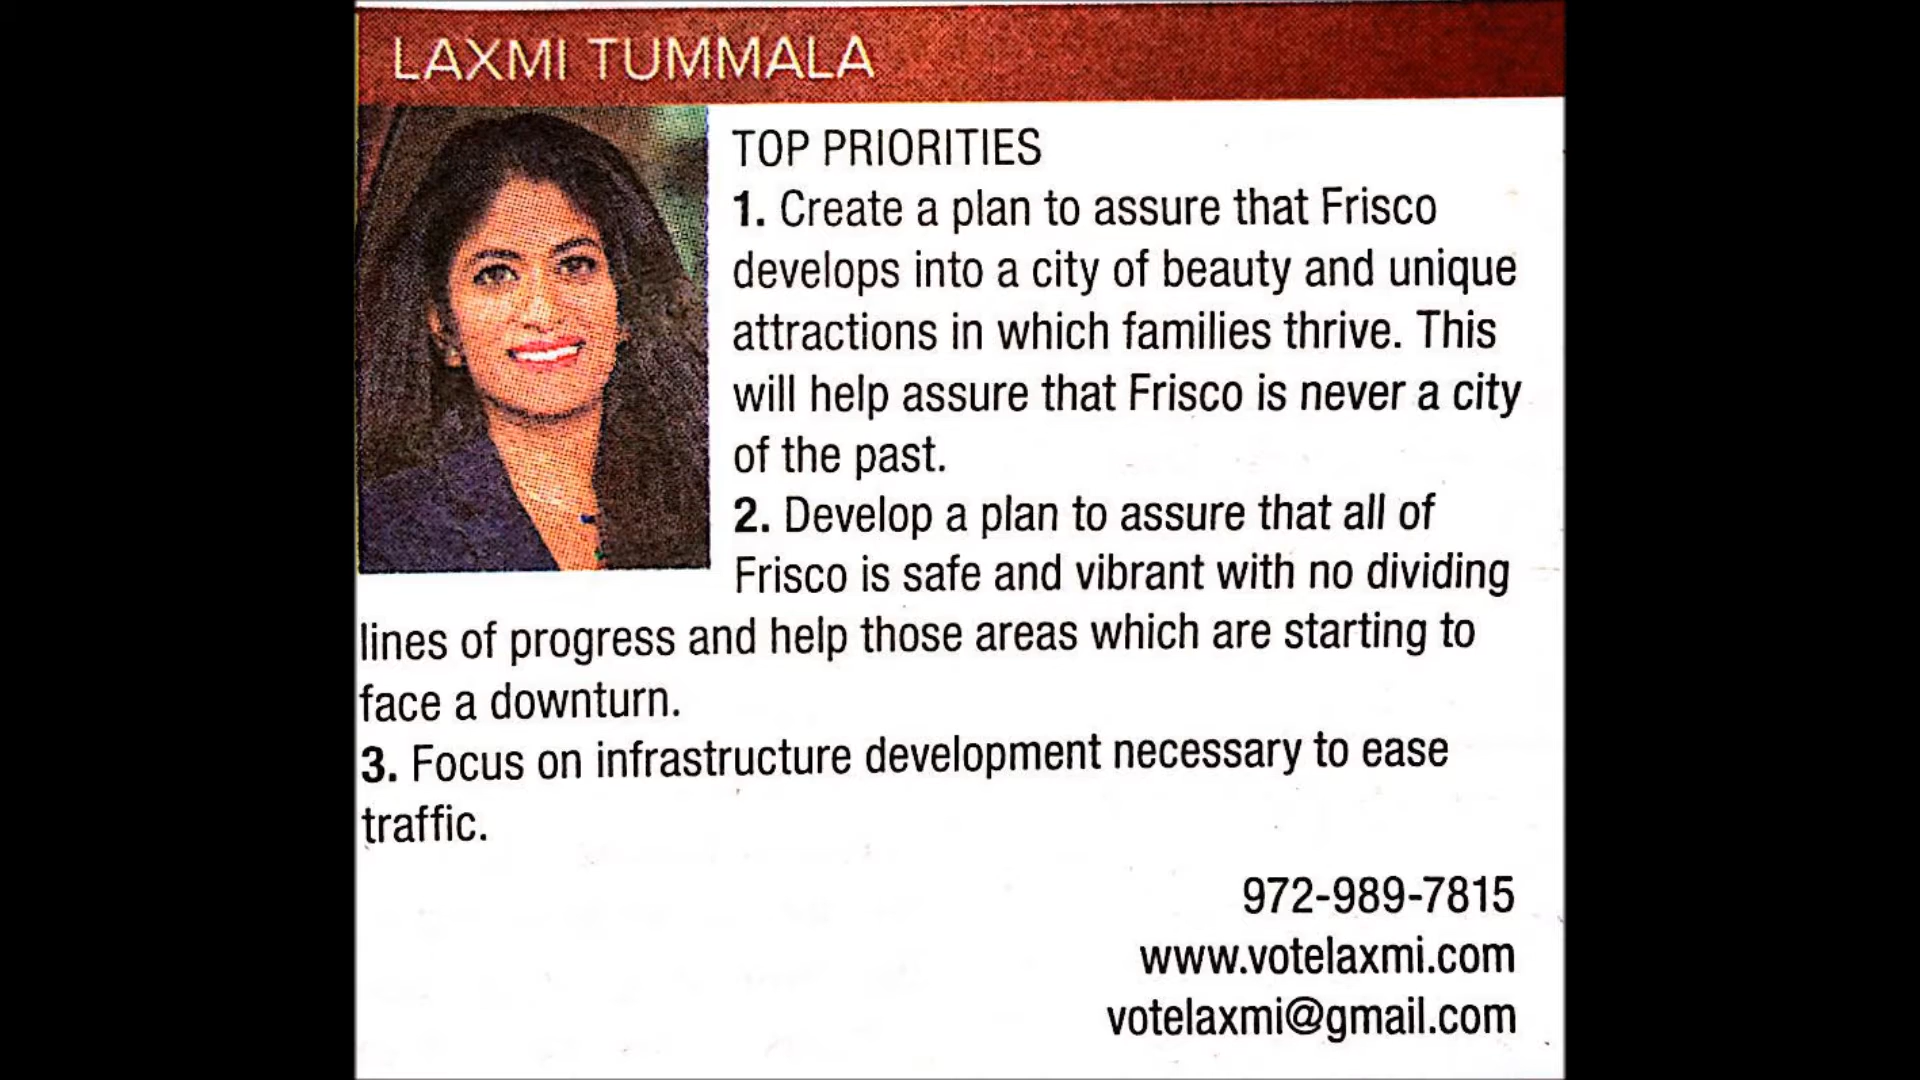 LAXMI TUMMALA
TOP PRIORITIES
1. Create a plan to assure that Frisco
develops into a city of beauty and unique
attractions in which families thrive. This
will help assure that Frisco is never a city
of the past.
2. Develop a plan to assure that all of
Frisco is safe and vibrant with no dividing
lines of progress and help those areas which are starting to
face a downturn.
3. Focus on infrastructure development necessary to ease
traffic.
972-989-7815
www.votelaxmi.com
votelaxmi@gmail.com